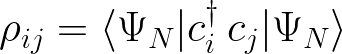 ρ_{ij} = ⟨Ψ_N|c_i^† c_j|Ψ_N⟩